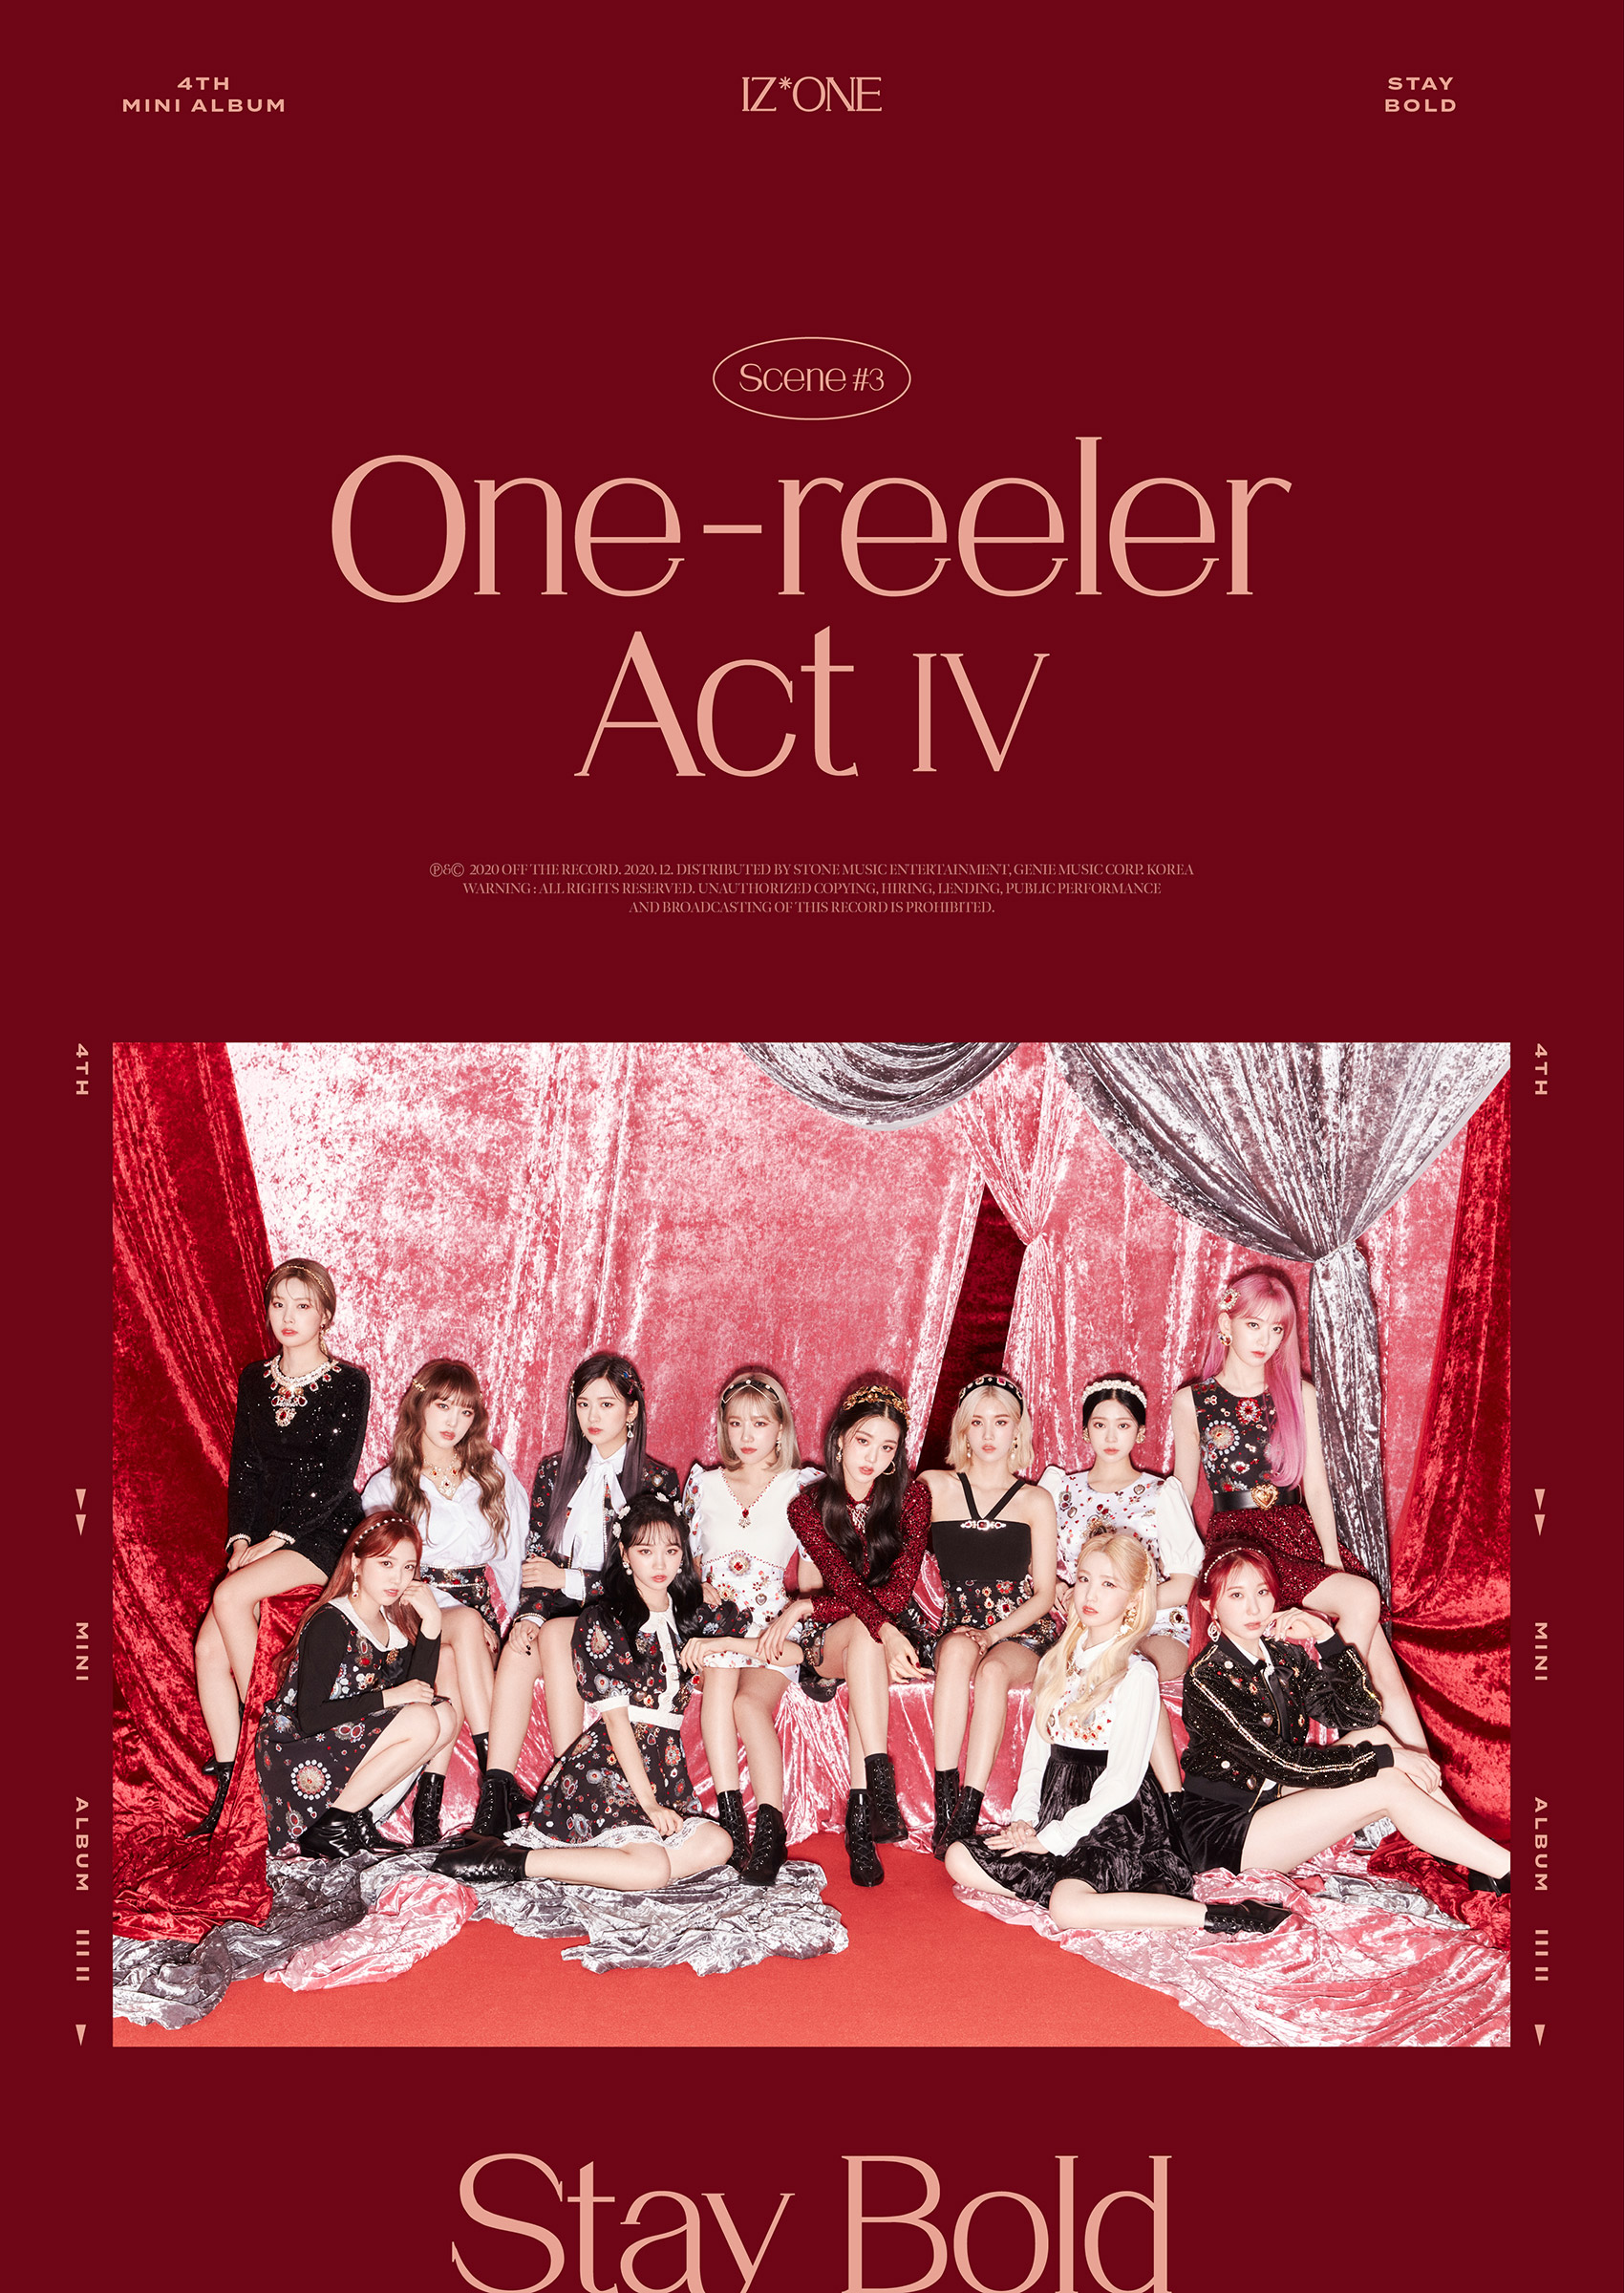 4TH
MINI ALBUM
IZ*ONE
STAY
BOLD
Scene #3
One-reeler
Act IV
Ⓟ&Ⓒ 2020 OFF THE RECORD. 2020. 12. DISTRIBUTED BY STONE MUSIC ENTERTAINMENT, GENIE MUSIC CORP. KOREA
WARNING : ALL RIGHTS RESERVED. UNAUTHORIZED COPYING, HIRING, LENDING, PUBLIC PERFORMANCE
AND BROADCASTING OF THIS RECORD IS PROHIBITED.
4TH MINI ALBUM
4TH MINI ALBUM
Stay Bold